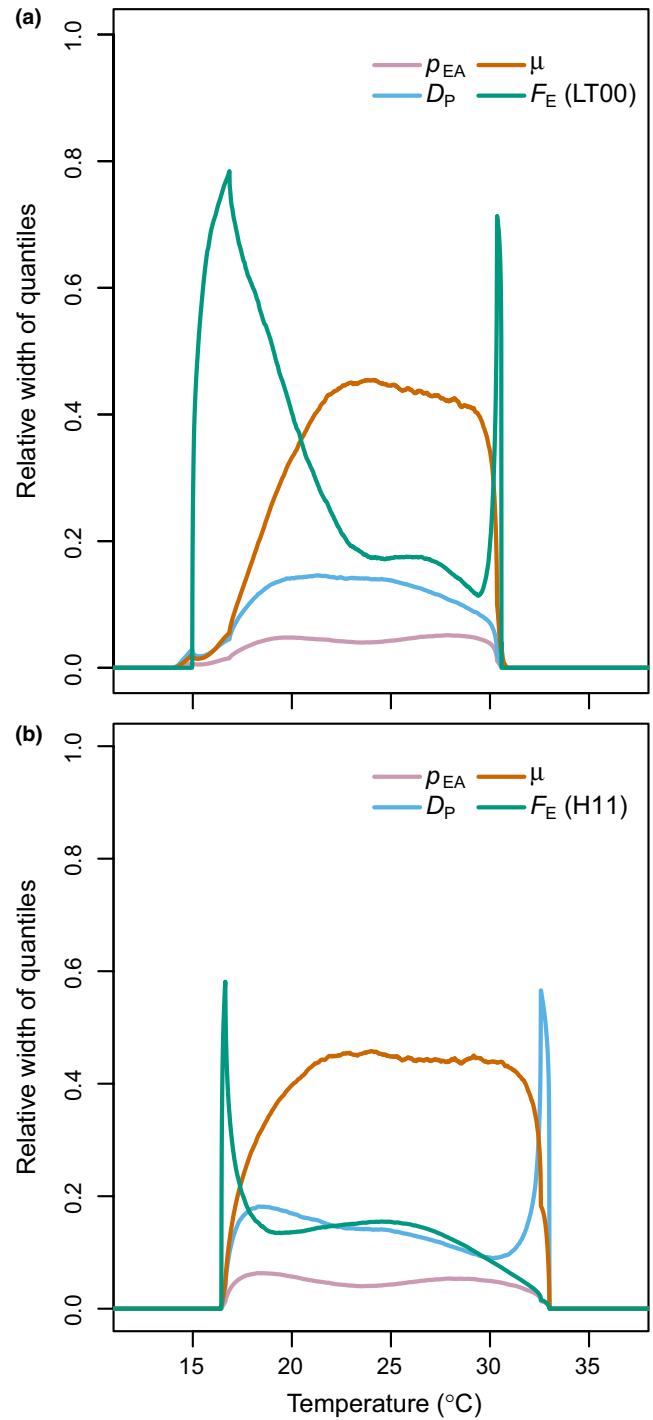 (a)
1.0
0.8
0.6
0.4
0.2
0.0
Relative width of quantiles
pEA μ
DP FE (LT00)
(b)
1.0
0.8
0.6
0.4
0.2
0.0
Relative width of quantiles
pEA μ
DP FE (H11)
15 20 25 30 35
Temperature (°C)